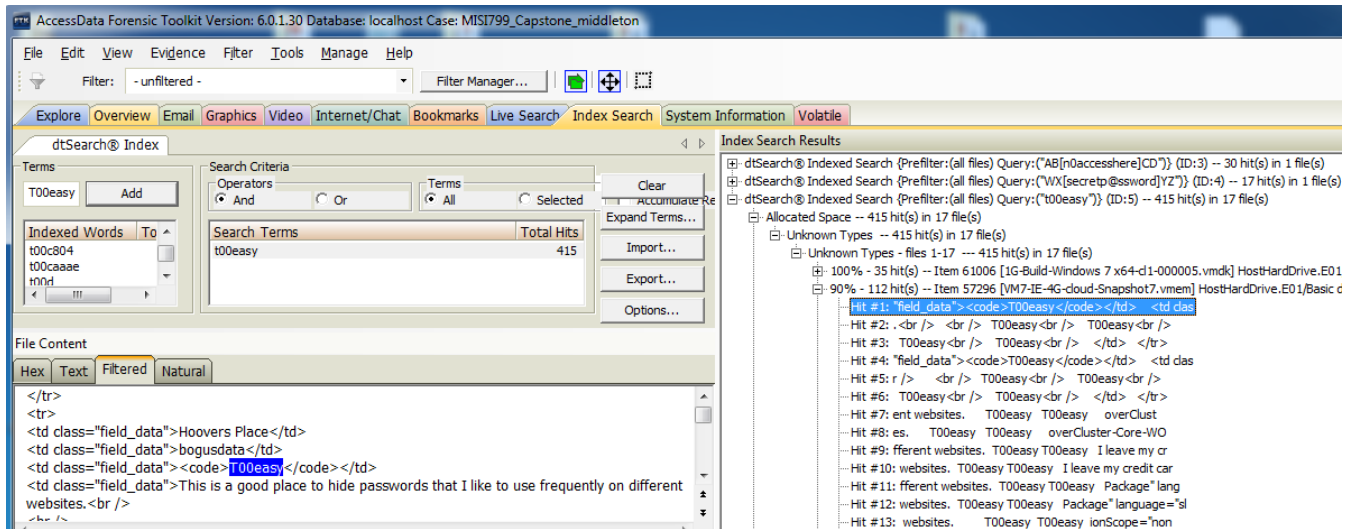 AccessData Forensic Toolkit Version: 6.0.1.30 Database: localhost Case: MISI799_Capstone_middleton
File Edit View Evidence Filter Tools Manage Help
Filter: - unfiltered - Filter Manager...
Explore Overview Email Graphics Video Internet/Chat Bookmarks Live Search Index Search System Information Volatile
dtSearch® Index
Terms
T00easy Add
Indexed Words To
t00c804
t00caaae
t00d
Search Criteria
Operators
And Or
Terms
All Selected
Search Terms Total Hits
t00easy 415
Clear
Accumulate Re
Expand Terms...
Import...
Export...
Options...
File Content
Hex Text Filtered Natural
</tr>
<tr>
<td class="field_data">Hoovers Place</td>
<td class="field_data">bogusdata</td>
<td class="field_data"><code>T00easy</code></td>
<td class="field_data">This is a good place to hide passwords that I like to use frequently on different
websites.<br />
<br />
Index Search Results
dtSearch® Indexed Search {Prefilter:(all files) Query:("AB[n0accesshere]CD")} (ID:3) -- 30 hit(s) in 1 file(s)
dtSearch® Indexed Search {Prefilter:(all files) Query:("WX[secretp@ssword]YZ")} (ID:4) -- 17 hit(s) in 1 file(s)
dtSearch® Indexed Search {Prefilter:(all files) Query:("t00easy")} (ID:5) -- 415 hit(s) in 17 file(s)
Allocated Space -- 415 hit(s) in 17 file(s)
Unknown Types -- 415 hit(s) in 17 file(s)
Unknown Types - files 1-17 --- 415 hit(s) in 17 file(s)
100% - 35 hit(s) -- Item 61006 [1G-Build-Windows 7 x64-cl1-000005.vmdk] HostHardDrive.E01
90% - 112 hit(s) -- Item 57296 [VM7-IE-4G-cloud-Snapshot7.vmem] HostHardDrive.E01/Basic d
Hit #1: "field_data"><code>T00easy</code></td> <td clas
Hit #2: .<br /> <br /> T00easy<br /> T00easy<br />
Hit #3: T00easy<br /> T00easy<br /> </td> </tr>
Hit #4: "field_data"><code>T00easy</code></td> <td clas
Hit #5: r /> <br /> T00easy<br /> T00easy<br />
Hit #6: T00easy<br /> T00easy<br /> </td> </tr>
Hit #7: ent websites. T00easy T00easy overClust
Hit #8: es. T00easy T00easy overCluster-Core-WO
Hit #9: fferent websites. T00easy T00easy I leave my cr
Hit #10: websites. T00easy T00easy I leave my credit car
Hit #11: fferent websites. T00easy T00easy Package" lang
Hit #12: websites. T00easy T00easy Package" language="sl
Hit #13: websites. T00easy T00easy ionScope="non